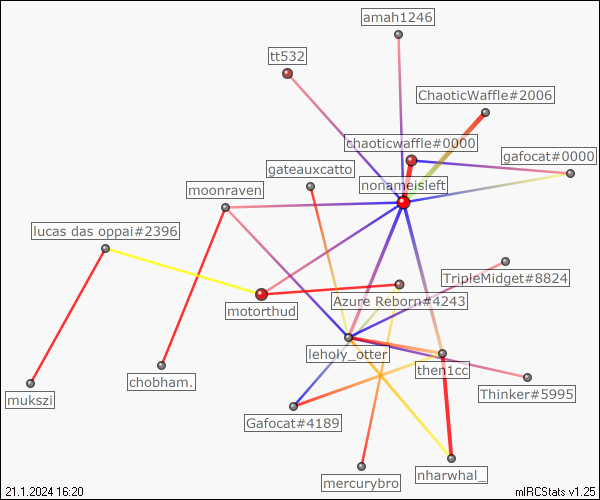 amah1246
tt532
ChaoticWaffle#2006
chaoticwaffle#0000
gafocat#0000
gateauxcatto
nonameisleft
moonraven
lucas das oppai#2396
TripleMidget#8824
Azure Reborn#4243
motorthud
leholy_otter
then1cc
chobham.
Thinker#5995
mukszi
Gafocat#4189
nharwhal_
mercurybro
21.1.2024 16:20
mIRCStats v1.25